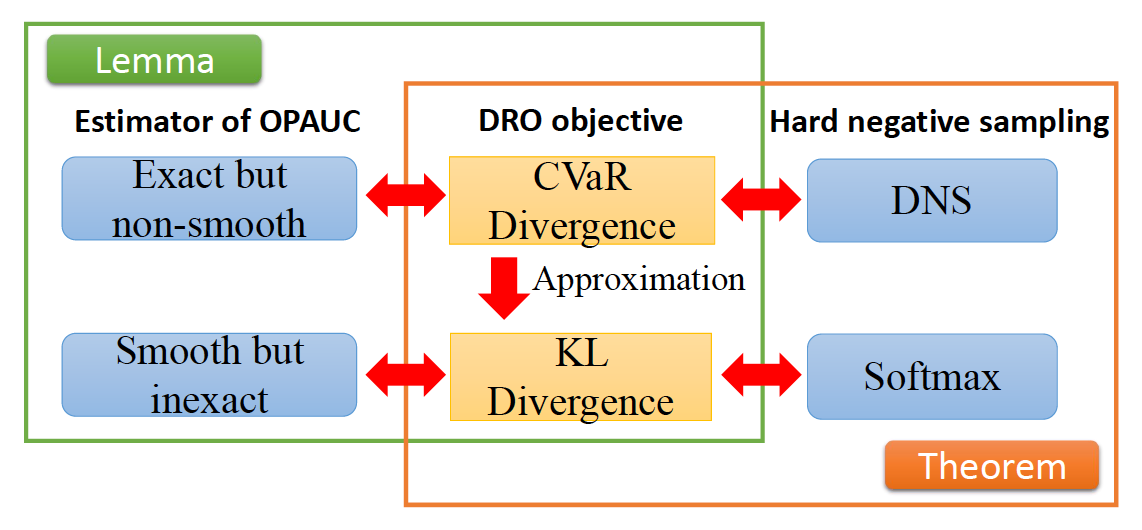 Lemma
Estimator of OPAUC
DRO objective
Hard negative sampling
Exact but
non-smooth
CVaR
Divergence
DNS
Approximation
Smooth but
inexact
KL
Divergence
Softmax
Theorem